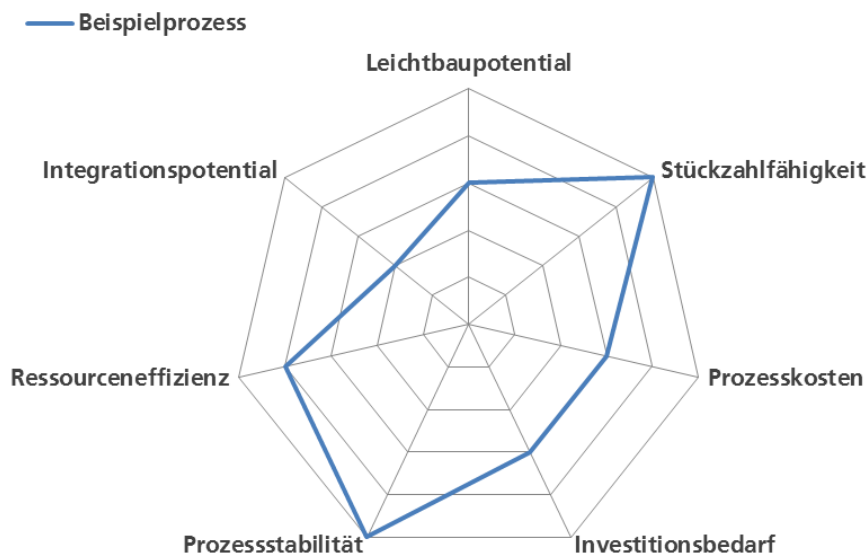 Beispielprozess
Leichtbaupotential
Integrationspotential
Stückzahlfähigkeit
Ressourceneffizienz
Prozesskosten
Prozessstabilität
Investitionsbedarf